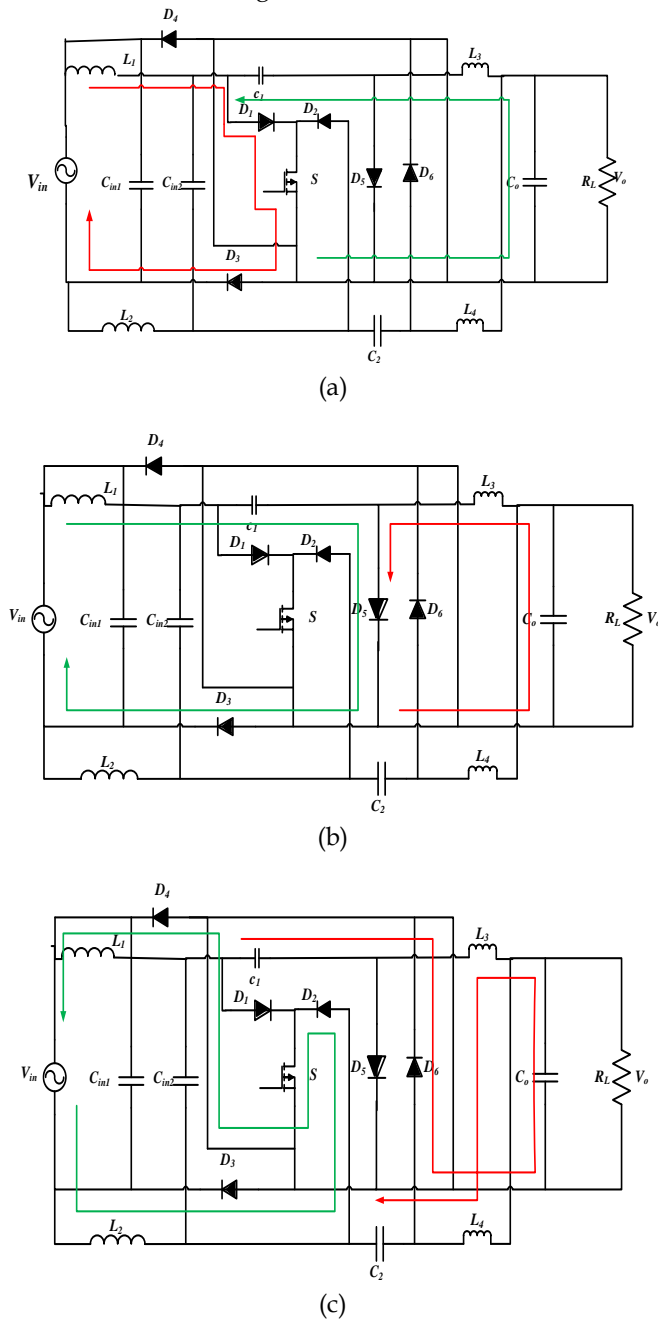 D4
L1
L3
c1
D1
D2
Vin
Cin1
Cin2
S
D5
D6
Co
RL
Vo
D3
L2
L4
C2
(a)
D4
L1
L3
c1
D1
D2
Vin
Cin1
Cin2
S
D5
D6
Co
RL
D3
L2
L4
C2
(b)
D4
L1
L3
c1
D1
D2
Vin
Cin1
Cin2
S
D5
D6
Co
RL
Vo
D3
L2
L4
C2
(c)